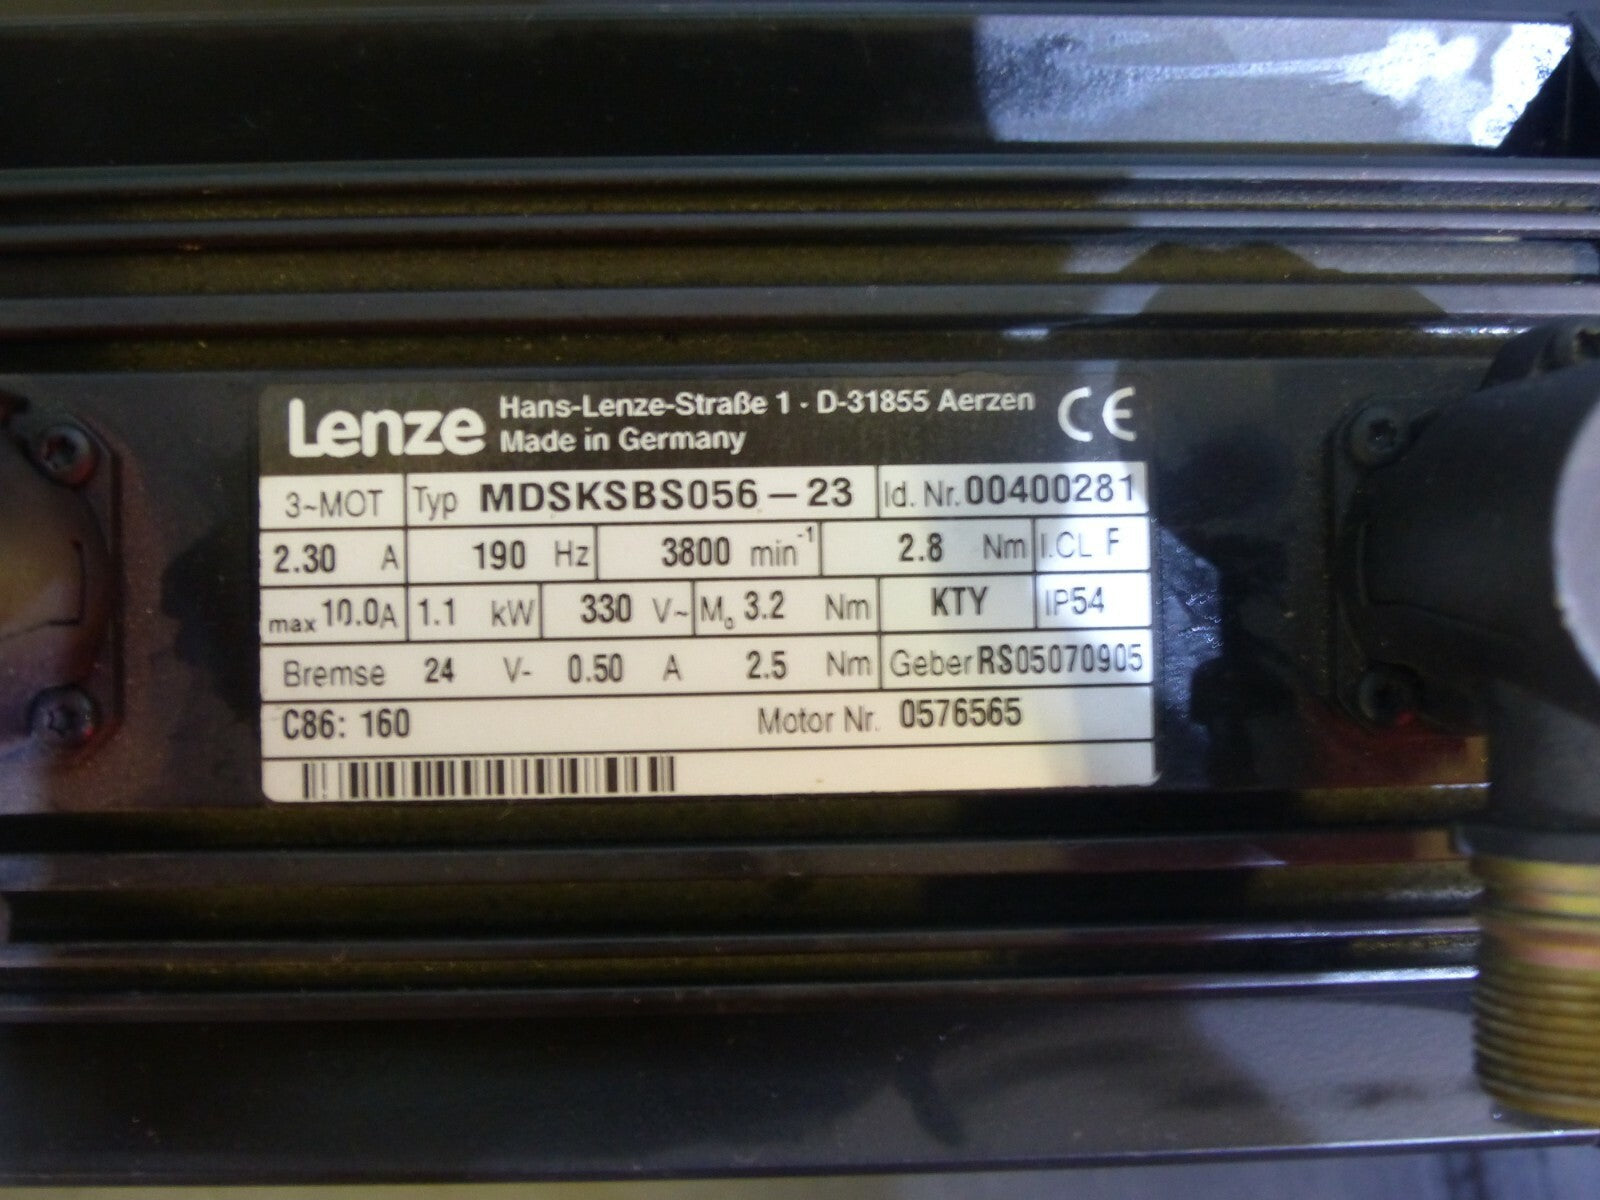 Lenze Hans-Lenze-Straße 1 · D-31855 Aerzen CE
Made in Germany
3~MOT Typ MDSKSBS056-23 Id. Nr. 00400281
2.30 A 190 Hz 3800 min⁻¹ 2.8 Nm I.CL F
max 10.0A 1.1 kW 330 V~ M₀ 3.2 Nm KTY IP54
Bremse 24 V- 0.50 A 2.5 Nm Geber RS05070905
C86: 160 Motor Nr. 0576565